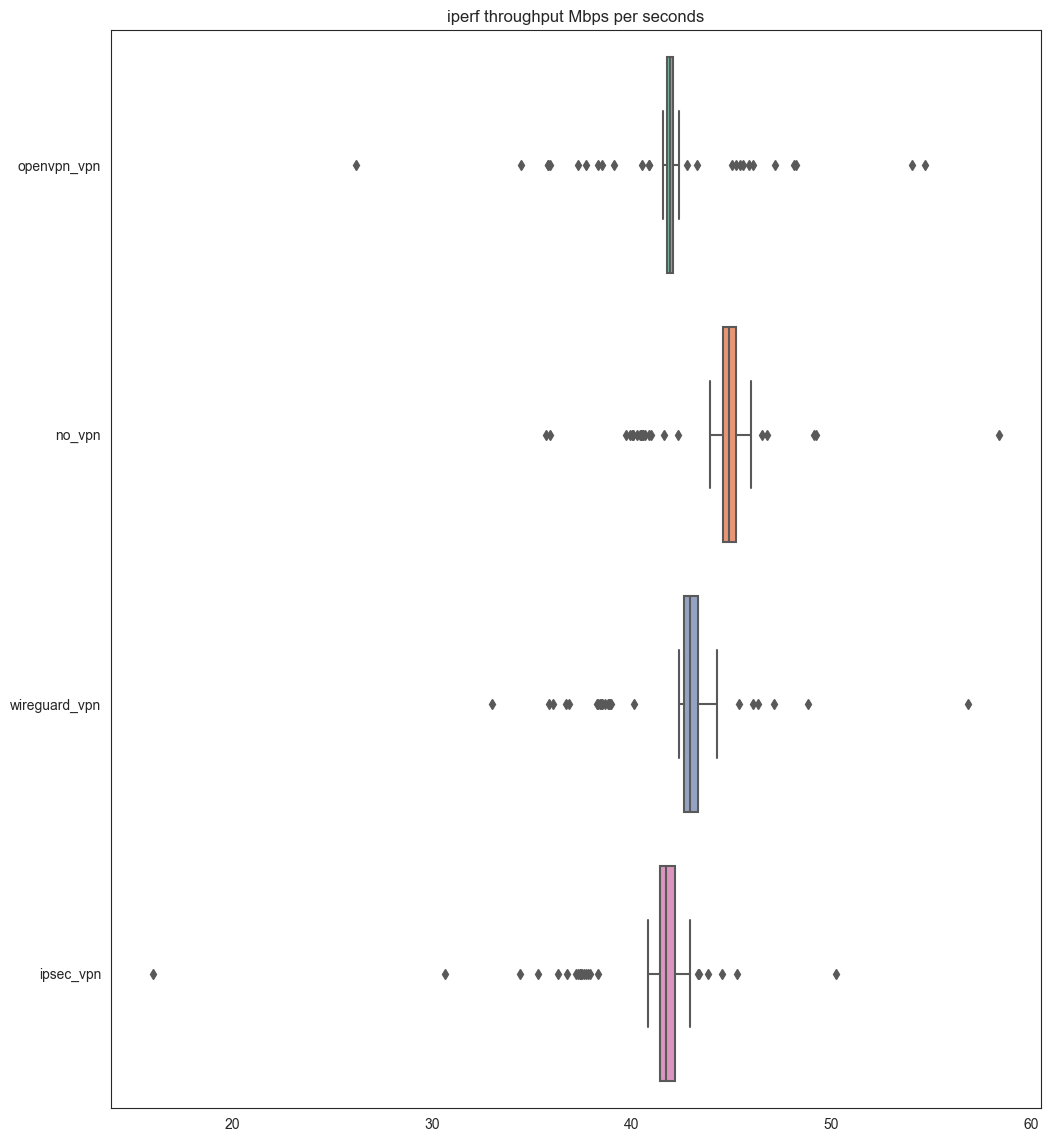 iperf throughput Mbps per seconds
openvpn_vpn
no_vpn
wireguard_vpn
ipsec_vpn
20 30 40 50 60